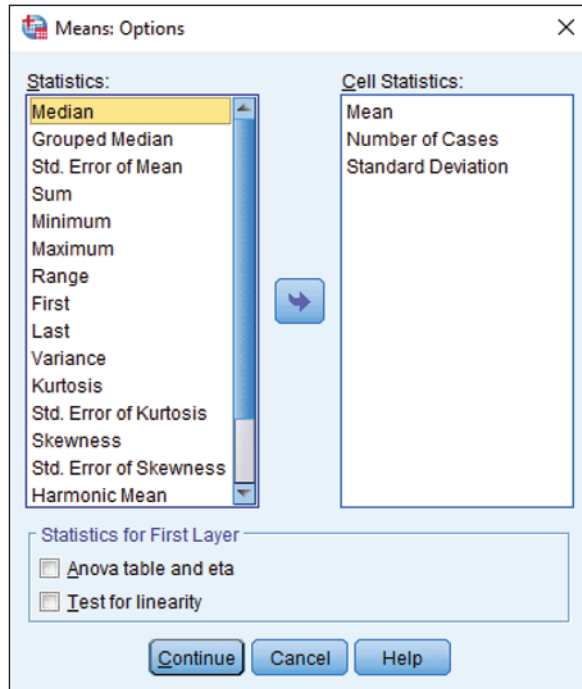 Means: Options
Statistics:
Median
Grouped Median
Std. Error of Mean
Sum
Minimum
Maximum
Range
First
Last
Variance
Kurtosis
Std. Error of Kurtosis
Skewness
Std. Error of Skewness
Harmonic Mean
Cell Statistics:
Mean
Number of Cases
Standard Deviation
Statistics for First Layer
Anova table and eta
Test for linearity
Continue
Cancel
Help